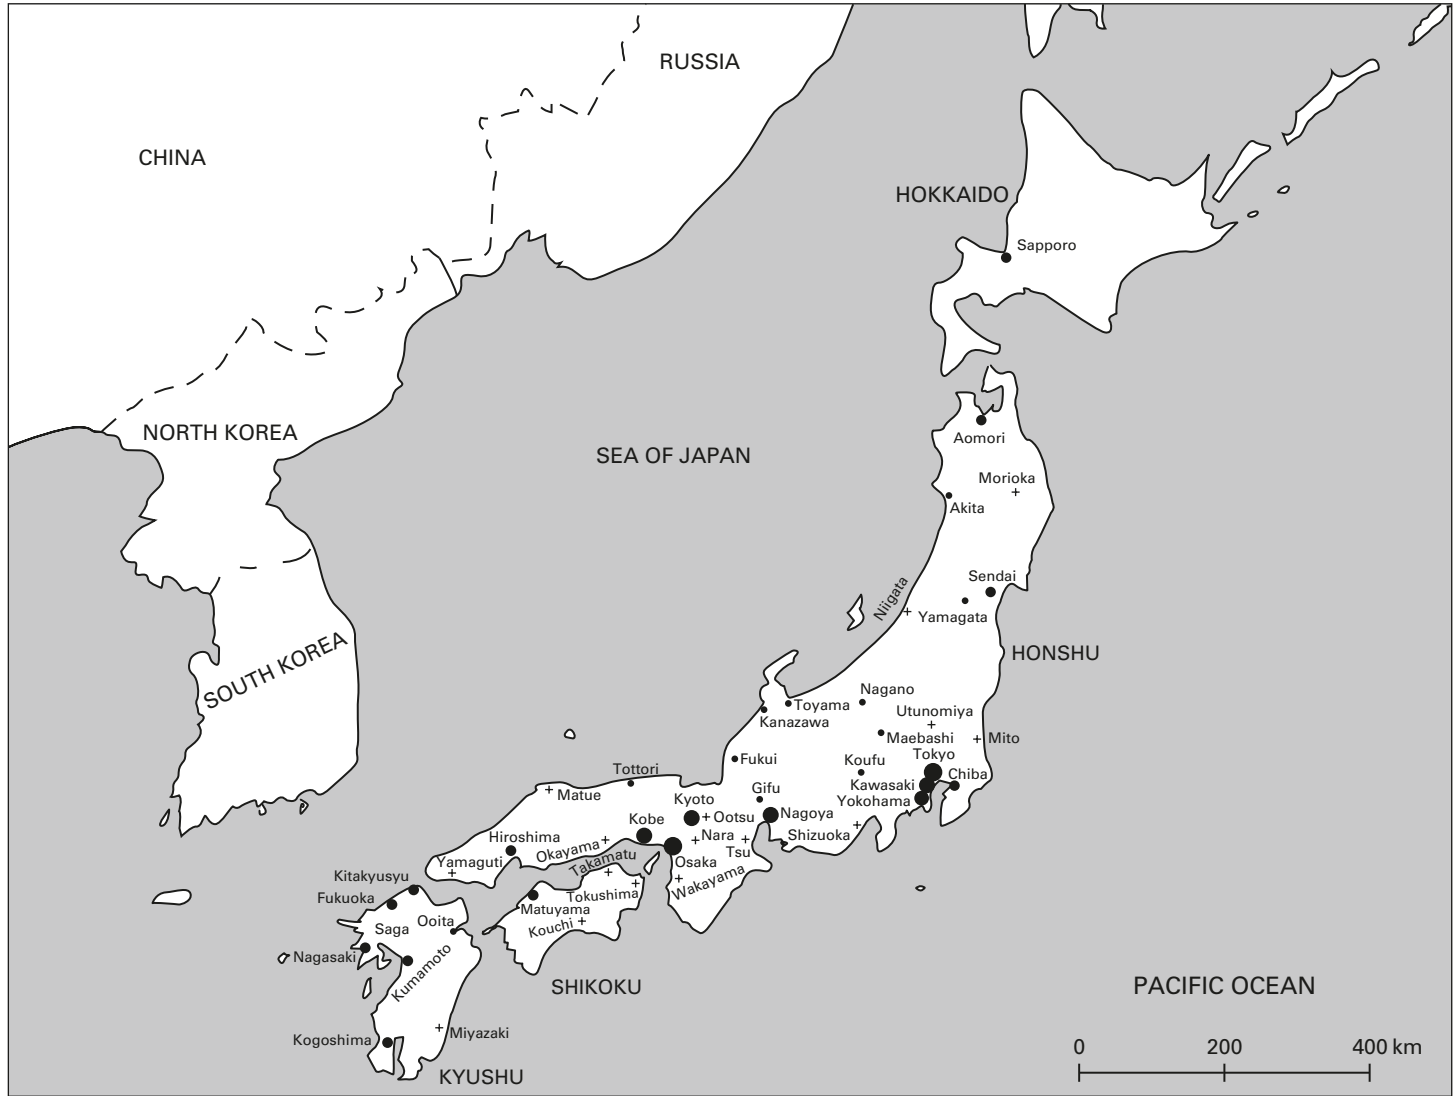 RUSSIA
CHINA
HOKKAIDO
Sapporo
NORTH KOREA
SEA OF JAPAN
Aomori
Morioka
Akita
Sendai
Niigata
Yamagata
SOUTH KOREA
HONSHU
Nagano
Toyama
Utunomiya
Kanazawa
Maebashi
Mito
Tokyo
Fukui
Koufu
Tottori
Chiba
Kawasaki
Gifu
Matue
Yokohama
Kyoto
Nagoya
Ootsu
Kobe
Shizuoka
Nara
Hiroshima
Okayama
Tsu
Takamatu
Yamaguti
Osaka
Wakayama
Kitakyusyu
Tokushima
Fukuoka
Matuyama
Ooita
Saga
Kouchi
Nagasaki
Kumamoto
SHIKOKU
PACIFIC OCEAN
Miyazaki
Kogoshima
0 200 400 km
KYUSHU